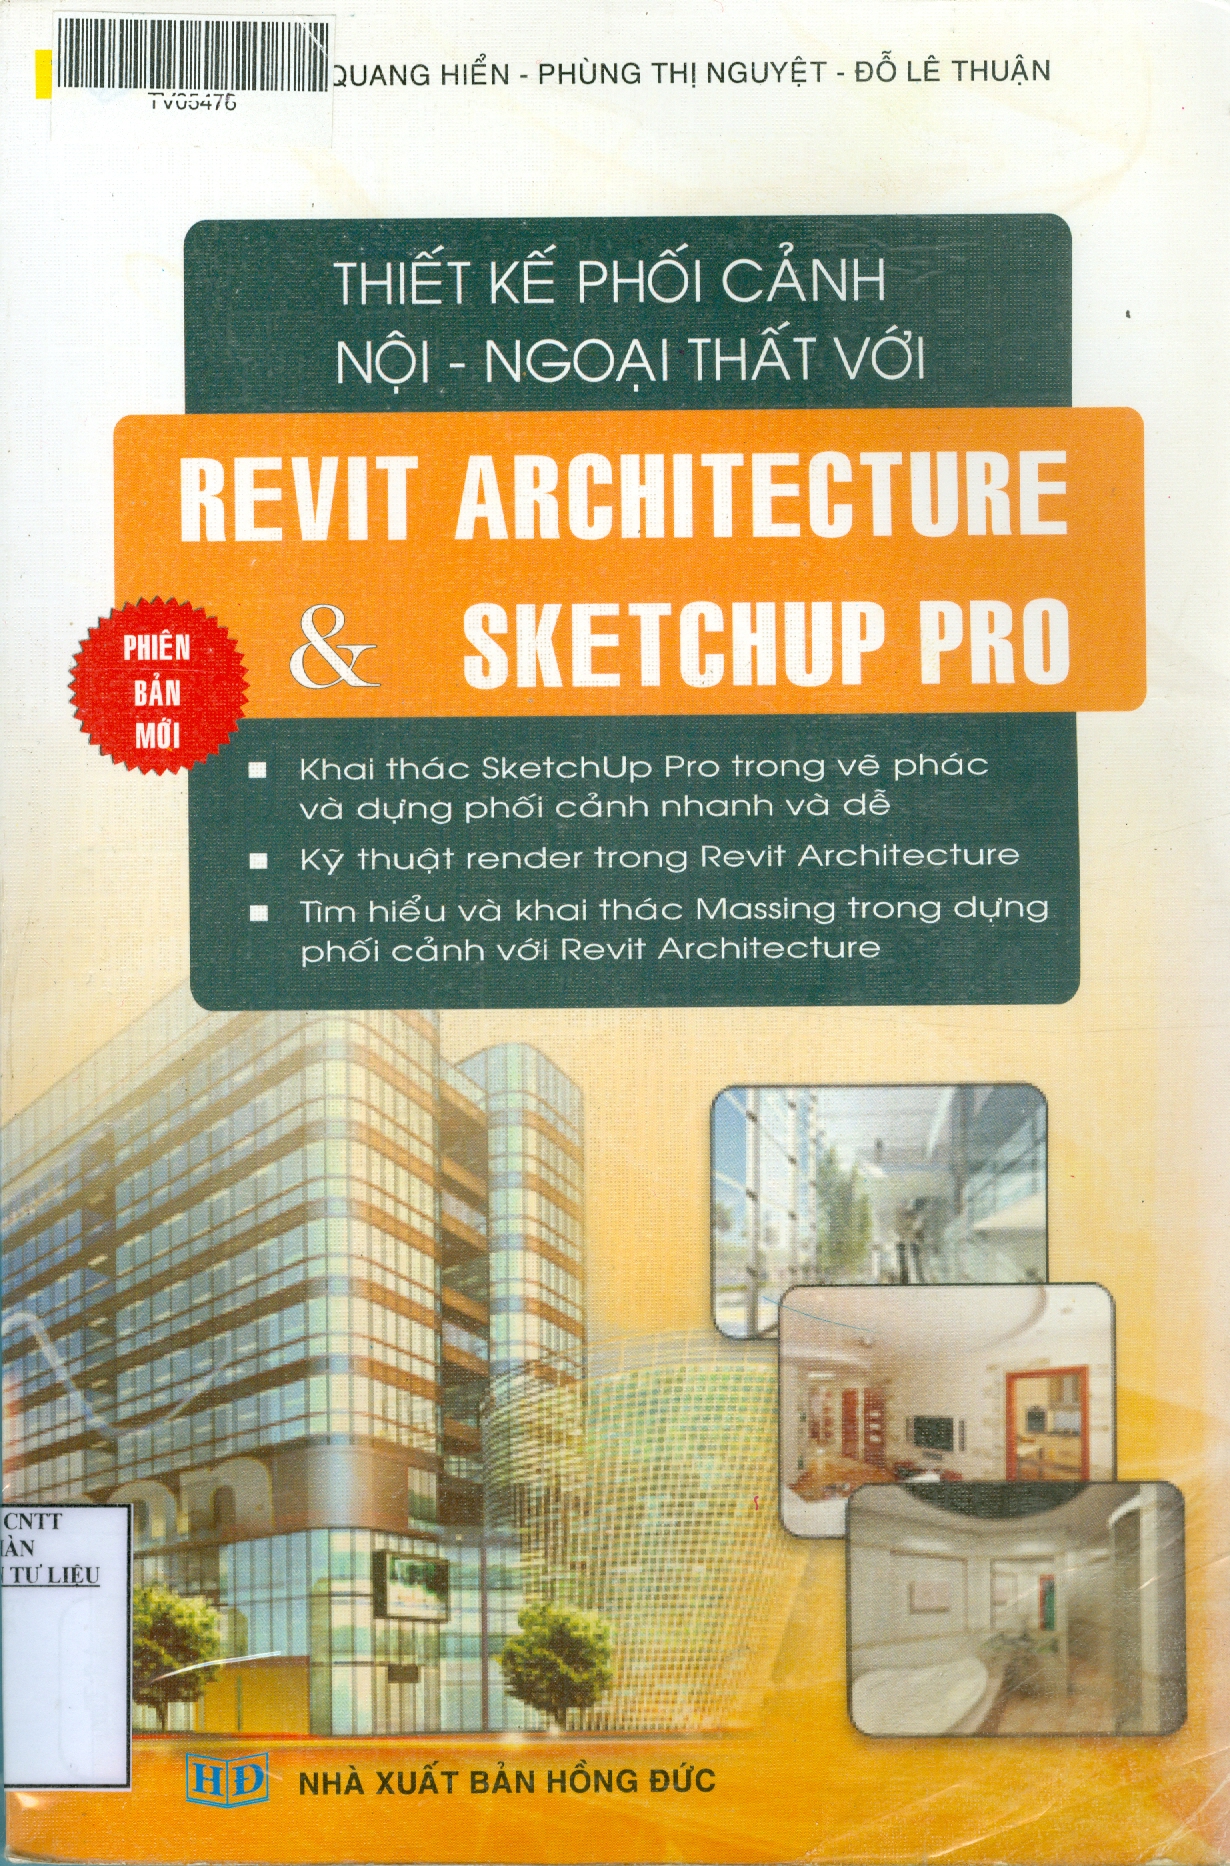 QUANG HIỂN - PHÙNG THỊ NGUYỆT - ĐỖ LÊ THUẬN
TV05476
THIẾT KẾ PHỐI CẢNH
NỘI - NGOẠI THẤT VỚI
REVIT ARCHITECTURE
& SKETCHUP PRO
PHIÊN
BẢN
MỚI
■ Khai thác SketchUp Pro trong vẽ phác
và dựng phối cảnh nhanh và dễ
■ Kỹ thuật render trong Revit Architecture
■ Tìm hiểu và khai thác Massing trong dựng
phối cảnh với Revit Architecture
CNTT
HÀN
TƯ LIỆU
HĐ
NHÀ XUẤT BẢN HỒNG ĐỨC